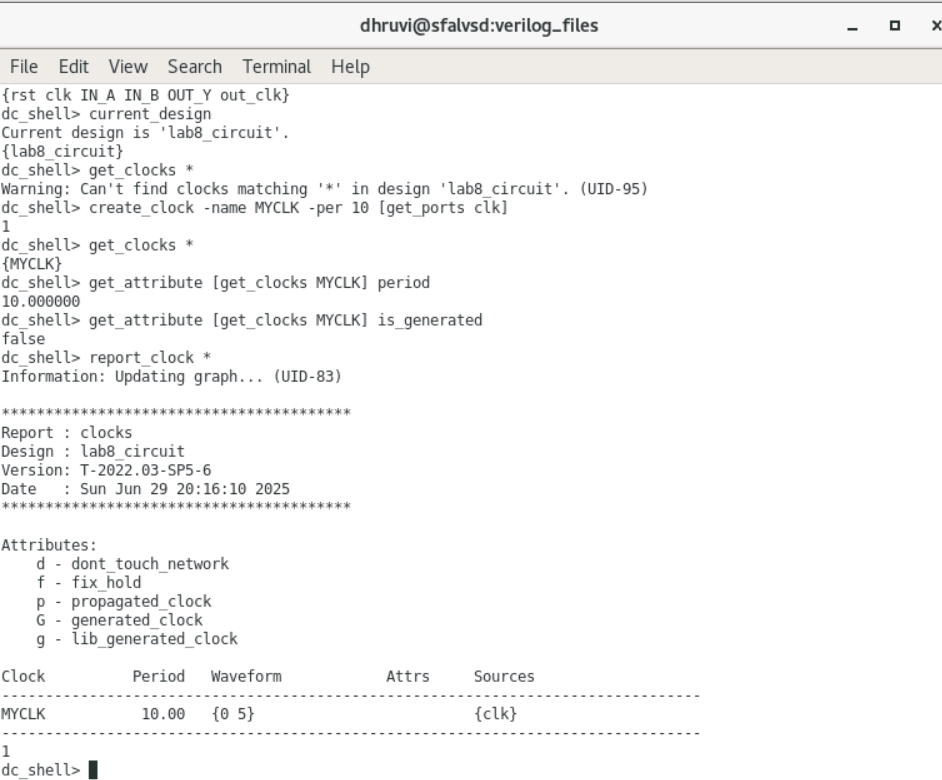 dhruvi@sfalvsd:verilog_files
File Edit View Search Terminal Help
{rst clk IN_A IN_B OUT_Y out_clk}
dc_shell> current_design
Current design is 'lab8_circuit'.
{lab8_circuit}
dc_shell> get_clocks *
Warning: Can't find clocks matching '*' in design 'lab8_circuit'. (UID-95)
dc_shell> create_clock -name MYCLK -per 10 [get_ports clk]
1
dc_shell> get_clocks *
{MYCLK}
dc_shell> get_attribute [get_clocks MYCLK] period
10.000000
dc_shell> get_attribute [get_clocks MYCLK] is_generated
false
dc_shell> report_clock *
Information: Updating graph... (UID-83)
****************************************
Report : clocks
Design : lab8_circuit
Version: T-2022.03-SP5-6
Date   : Sun Jun 29 20:16:10 2025
****************************************
Attributes:
    d - dont_touch_network
    f - fix_hold
    p - propagated_clock
    G - generated_clock
    g - lib_generated_clock
Clock          Period   Waveform            Attrs     Sources
--------------------------------------------------------------------------------
MYCLK           10.00   {0 5}                         {clk}
--------------------------------------------------------------------------------
1
dc_shell>